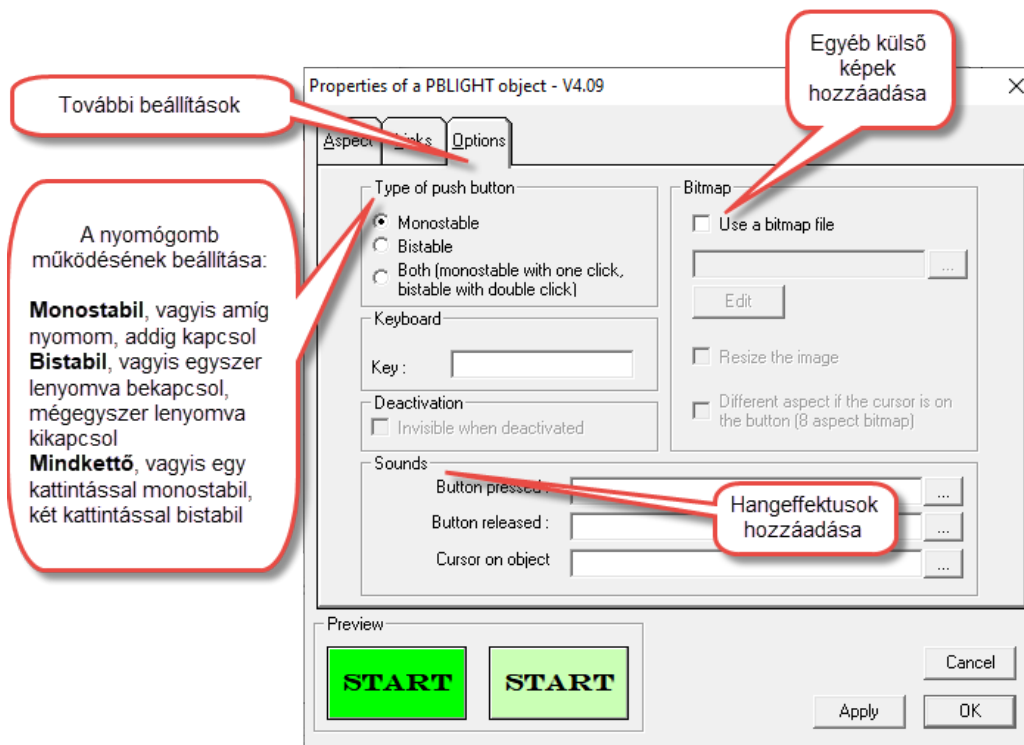 Egyéb külső
képek
hozzáadása
További beállítások
Properties of a PBLIGHT object - V4.09
Aspect
Options
A nyomógomb
működésének beállítása:
Monostabil, vagyis amíg
nyomom, addig kapcsol
Bistabil, vagyis egyszer
lenyomva bekapcsol,
mégegyszer lenyomva
kikapcsol
Mindkettő, vagyis egy
kattintással monostabil,
két kattintással bistabil
Type of push button
Monostable
Bistable
Both (monostable with one click,
bistable with double click)
Keyboard
Key :
Deactivation
Invisible when deactivated
Bitmap
Use a bitmap file
...
Edit
Resize the image
Different aspect if the cursor is on
the button (8 aspect bitmap)
Sounds
Button pressed :
...
Button released :
...
Cursor on object
...
Hangeffektusok
hozzáadása
Preview
START
START
Cancel
Apply
OK